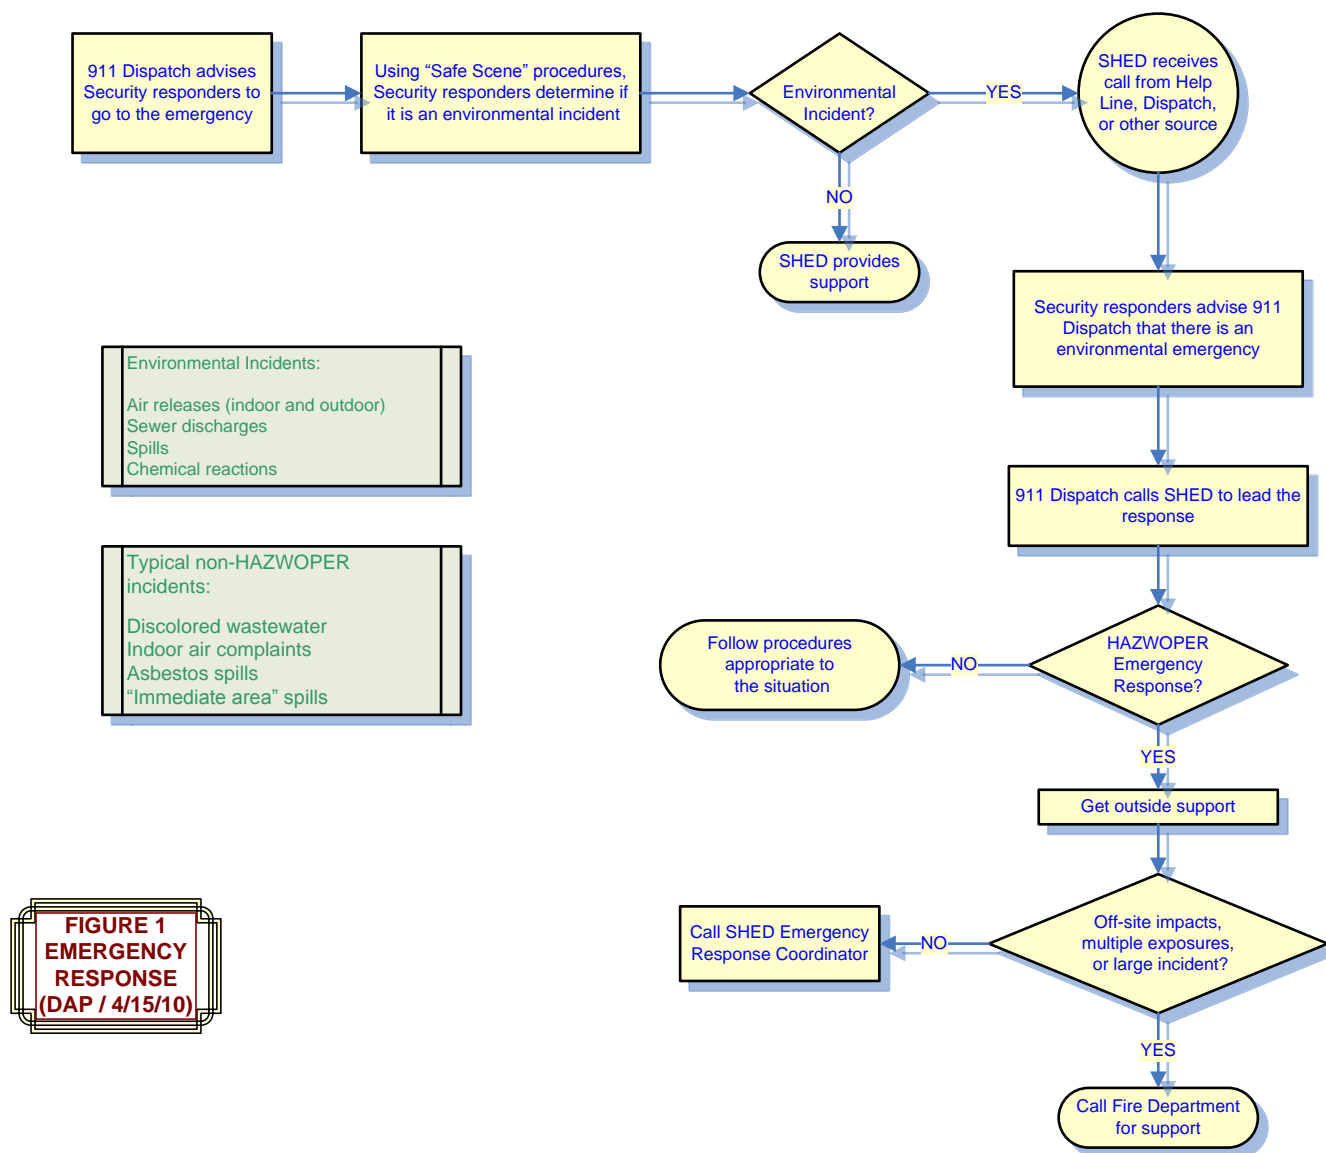 911 Dispatch advises
Security responders to
go to the emergency
Using “Safe Scene” procedures,
Security responders determine if
it is an environmental incident
Environmental
Incident?
YES
SHED receives
call from Help
Line, Dispatch,
or other source
NO
SHED provides
support
Security responders advise 911
Dispatch that there is an
environmental emergency
Environmental Incidents:
Air releases (indoor and outdoor)
Sewer discharges
Spills
Chemical reactions
911 Dispatch calls SHED to lead the
response
Typical non-HAZWOPER
incidents:
Discolored wastewater
Indoor air complaints
Asbestos spills
“Immediate area” spills
HAZWOPER
Emergency
Response?
NO
Follow procedures
appropriate to
the situation
YES
Get outside support
Off-site impacts,
multiple exposures,
or large incident?
NO
Call SHED Emergency
Response Coordinator
YES
Call Fire Department
for support
FIGURE 1
EMERGENCY
RESPONSE
(DAP / 4/15/10)